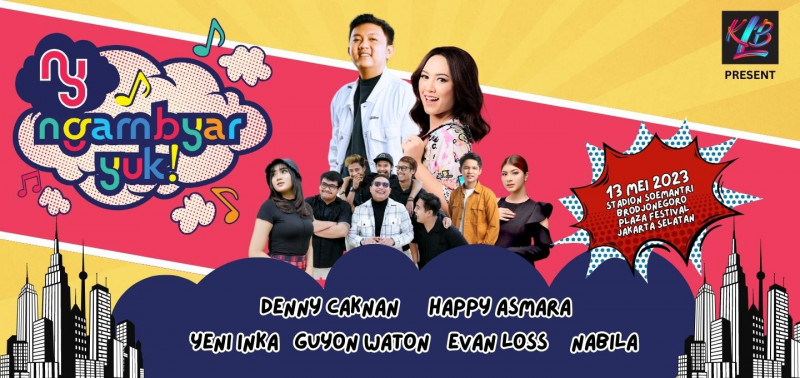 KLB
PRESENT
ny
ngambyar
yuk!
13 MEI 2023
STADION SOEMANTRI
BRODJONEGORO
PLAZA FESTIVAL
JAKARTA SELATAN
DENNY CAKNAN HAPPY ASMARA
YENI INKA GUYON WATON EVAN LOSS NABILA